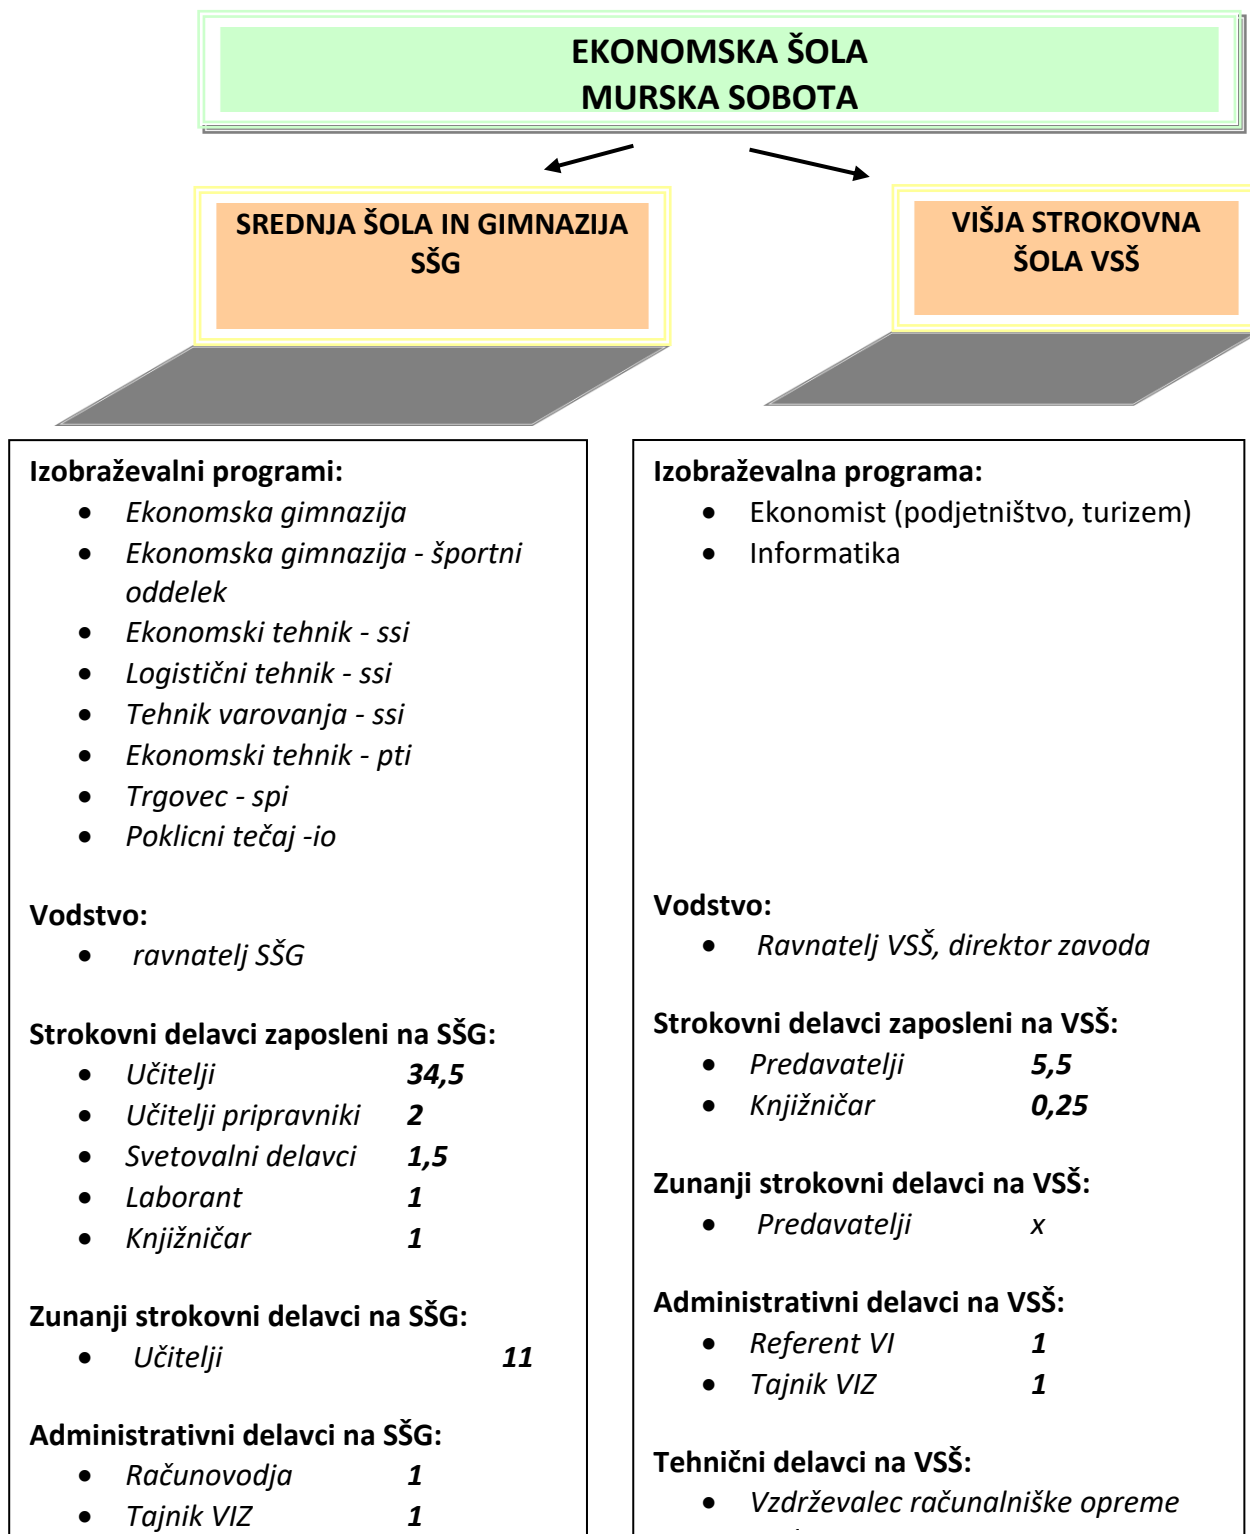 EKONOMSKA ŠOLA
MURSKA SOBOTA
SREDNJA ŠOLA IN GIMNAZIJA
SŠG
VIŠJA STROKOVNA
ŠOLA VSŠ
Izobraževalni programi:
• Ekonomska gimnazija
• Ekonomska gimnazija - športni
oddelek
• Ekonomski tehnik - ssi
• Logistični tehnik - ssi
• Tehnik varovanja - ssi
• Ekonomski tehnik - pti
• Trgovec - spi
• Poklicni tečaj -io
Vodstvo:
• ravnatelj SŠG
Strokovni delavci zaposleni na SŠG:
• Učitelji 34,5
• Učitelji pripravniki 2
• Svetovalni delavci 1,5
• Laborant 1
• Knjižničar 1
Zunanji strokovni delavci na SŠG:
• Učitelji 11
Administrativni delavci na SŠG:
• Računovodja 1
• Tajnik VIZ 1
Izobraževalna programa:
• Ekonomist (podjetništvo, turizem)
• Informatika
Vodstvo:
• Ravnatelj VSŠ, direktor zavoda
Strokovni delavci zaposleni na VSŠ:
• Predavatelji 5,5
• Knjižničar 0,25
Zunanji strokovni delavci na VSŠ:
• Predavatelji x
Administrativni delavci na VSŠ:
• Referent VI 1
• Tajnik VIZ 1
Tehnični delavci na VSŠ:
• Vzdrževalec računalniške opreme